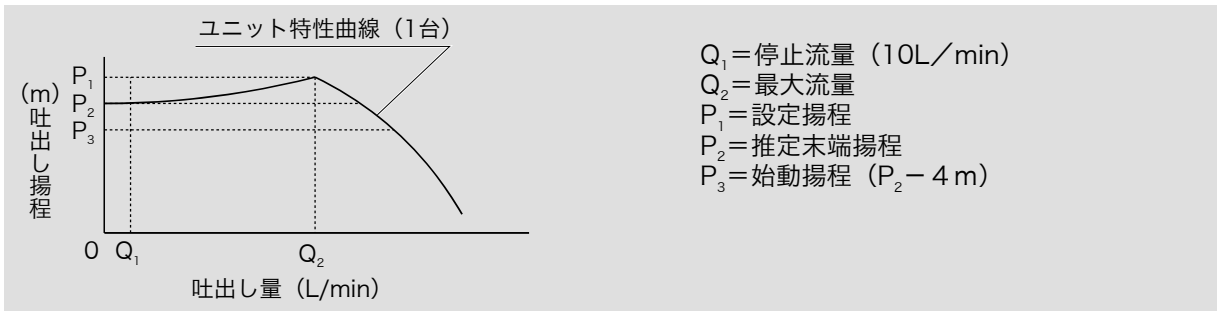 ユニット特性曲線（1台）
（m）
吐出し揚程
P₁
P₂
P₃
0
Q₁
Q₂
吐出し量（L/min）
Q₁＝停止流量（10L／min）
Q₂＝最大流量
P₁＝設定揚程
P₂＝推定末端揚程
P₃＝始動揚程（P₂－4m）